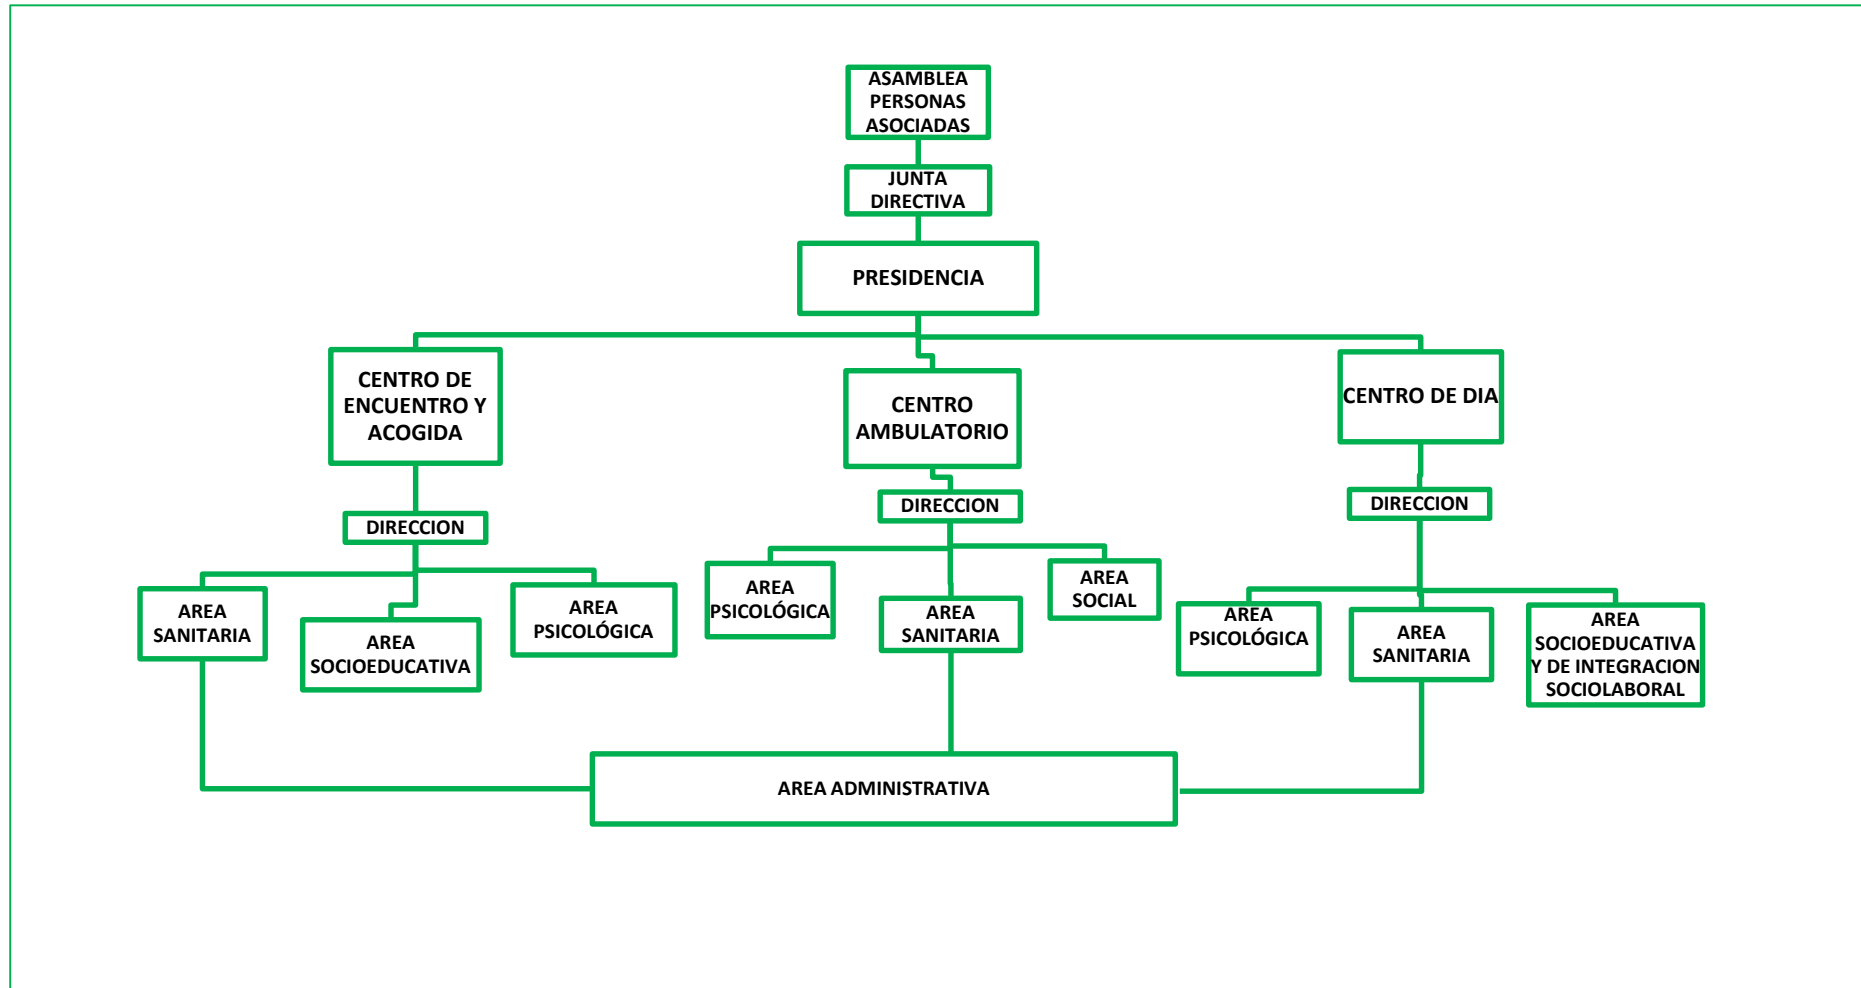 ASAMBLEA
PERSONAS
ASOCIADAS
JUNTA
DIRECTIVA
PRESIDENCIA
CENTRO DE
ENCUENTRO Y
ACOGIDA
CENTRO
AMBULATORIO
CENTRO DE DIA
DIRECCION
DIRECCION
DIRECCION
AREA
SANITARIA
AREA
SOCIOEDUCATIVA
AREA
PSICOLÓGICA
AREA
PSICOLÓGICA
AREA
SANITARIA
AREA
SOCIAL
AREA
PSICOLÓGICA
AREA
SANITARIA
AREA
SOCIOEDUCATIVA
Y DE INTEGRACION
SOCIOLABORAL
AREA ADMINISTRATIVA